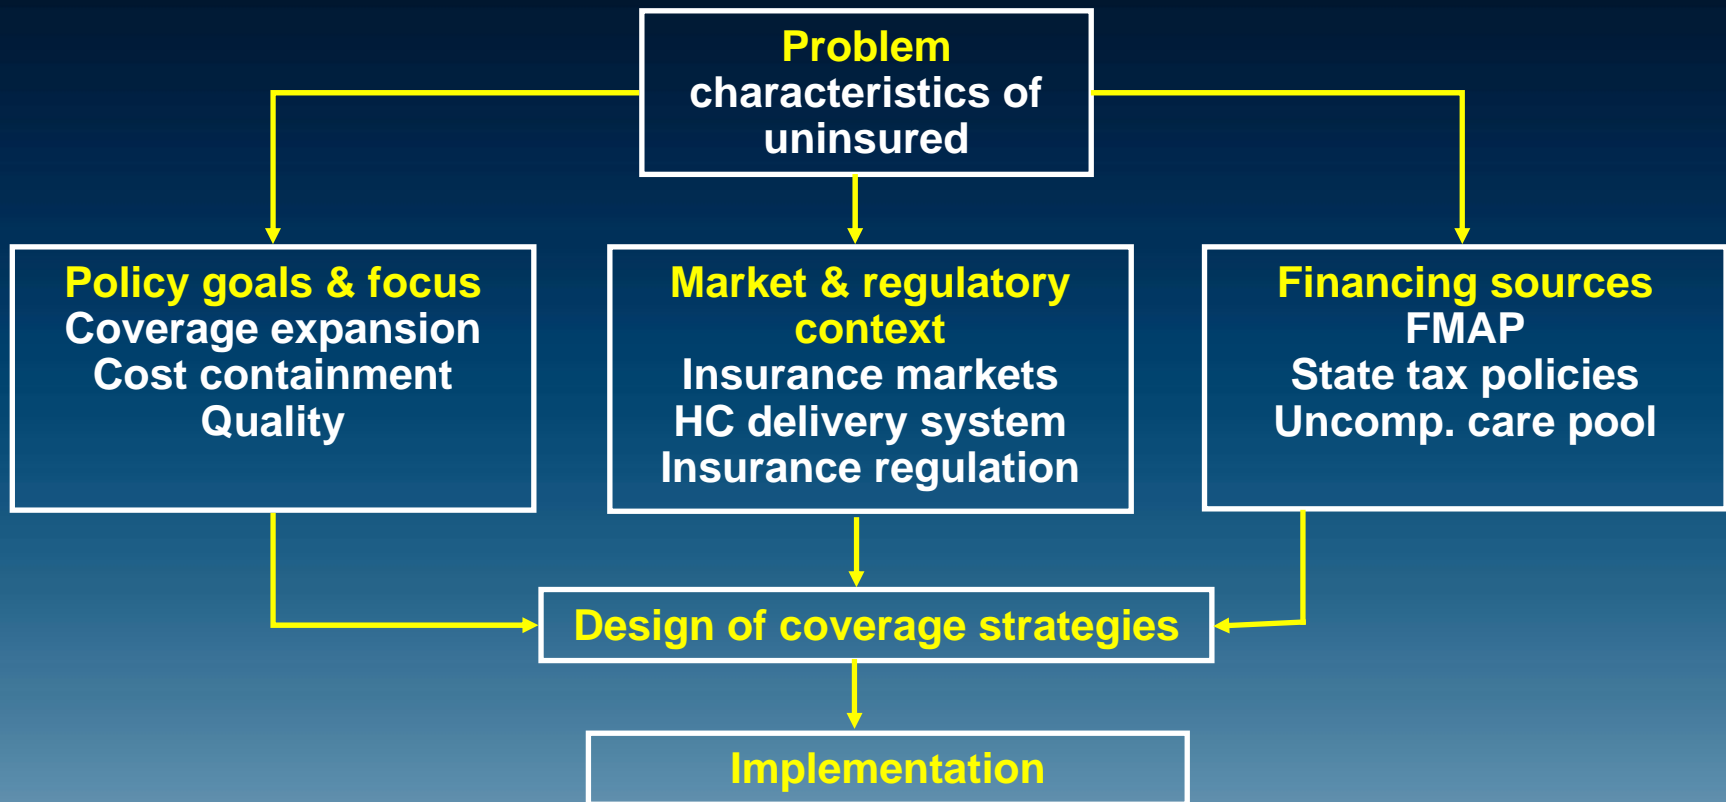 Problem
characteristics of
uninsured
Policy goals & focus
Coverage expansion
Cost containment
Quality
Market & regulatory
context
Insurance markets
HC delivery system
Insurance regulation
Financing sources
FMAP
State tax policies
Uncomp. care pool
Design of coverage strategies
Implementation